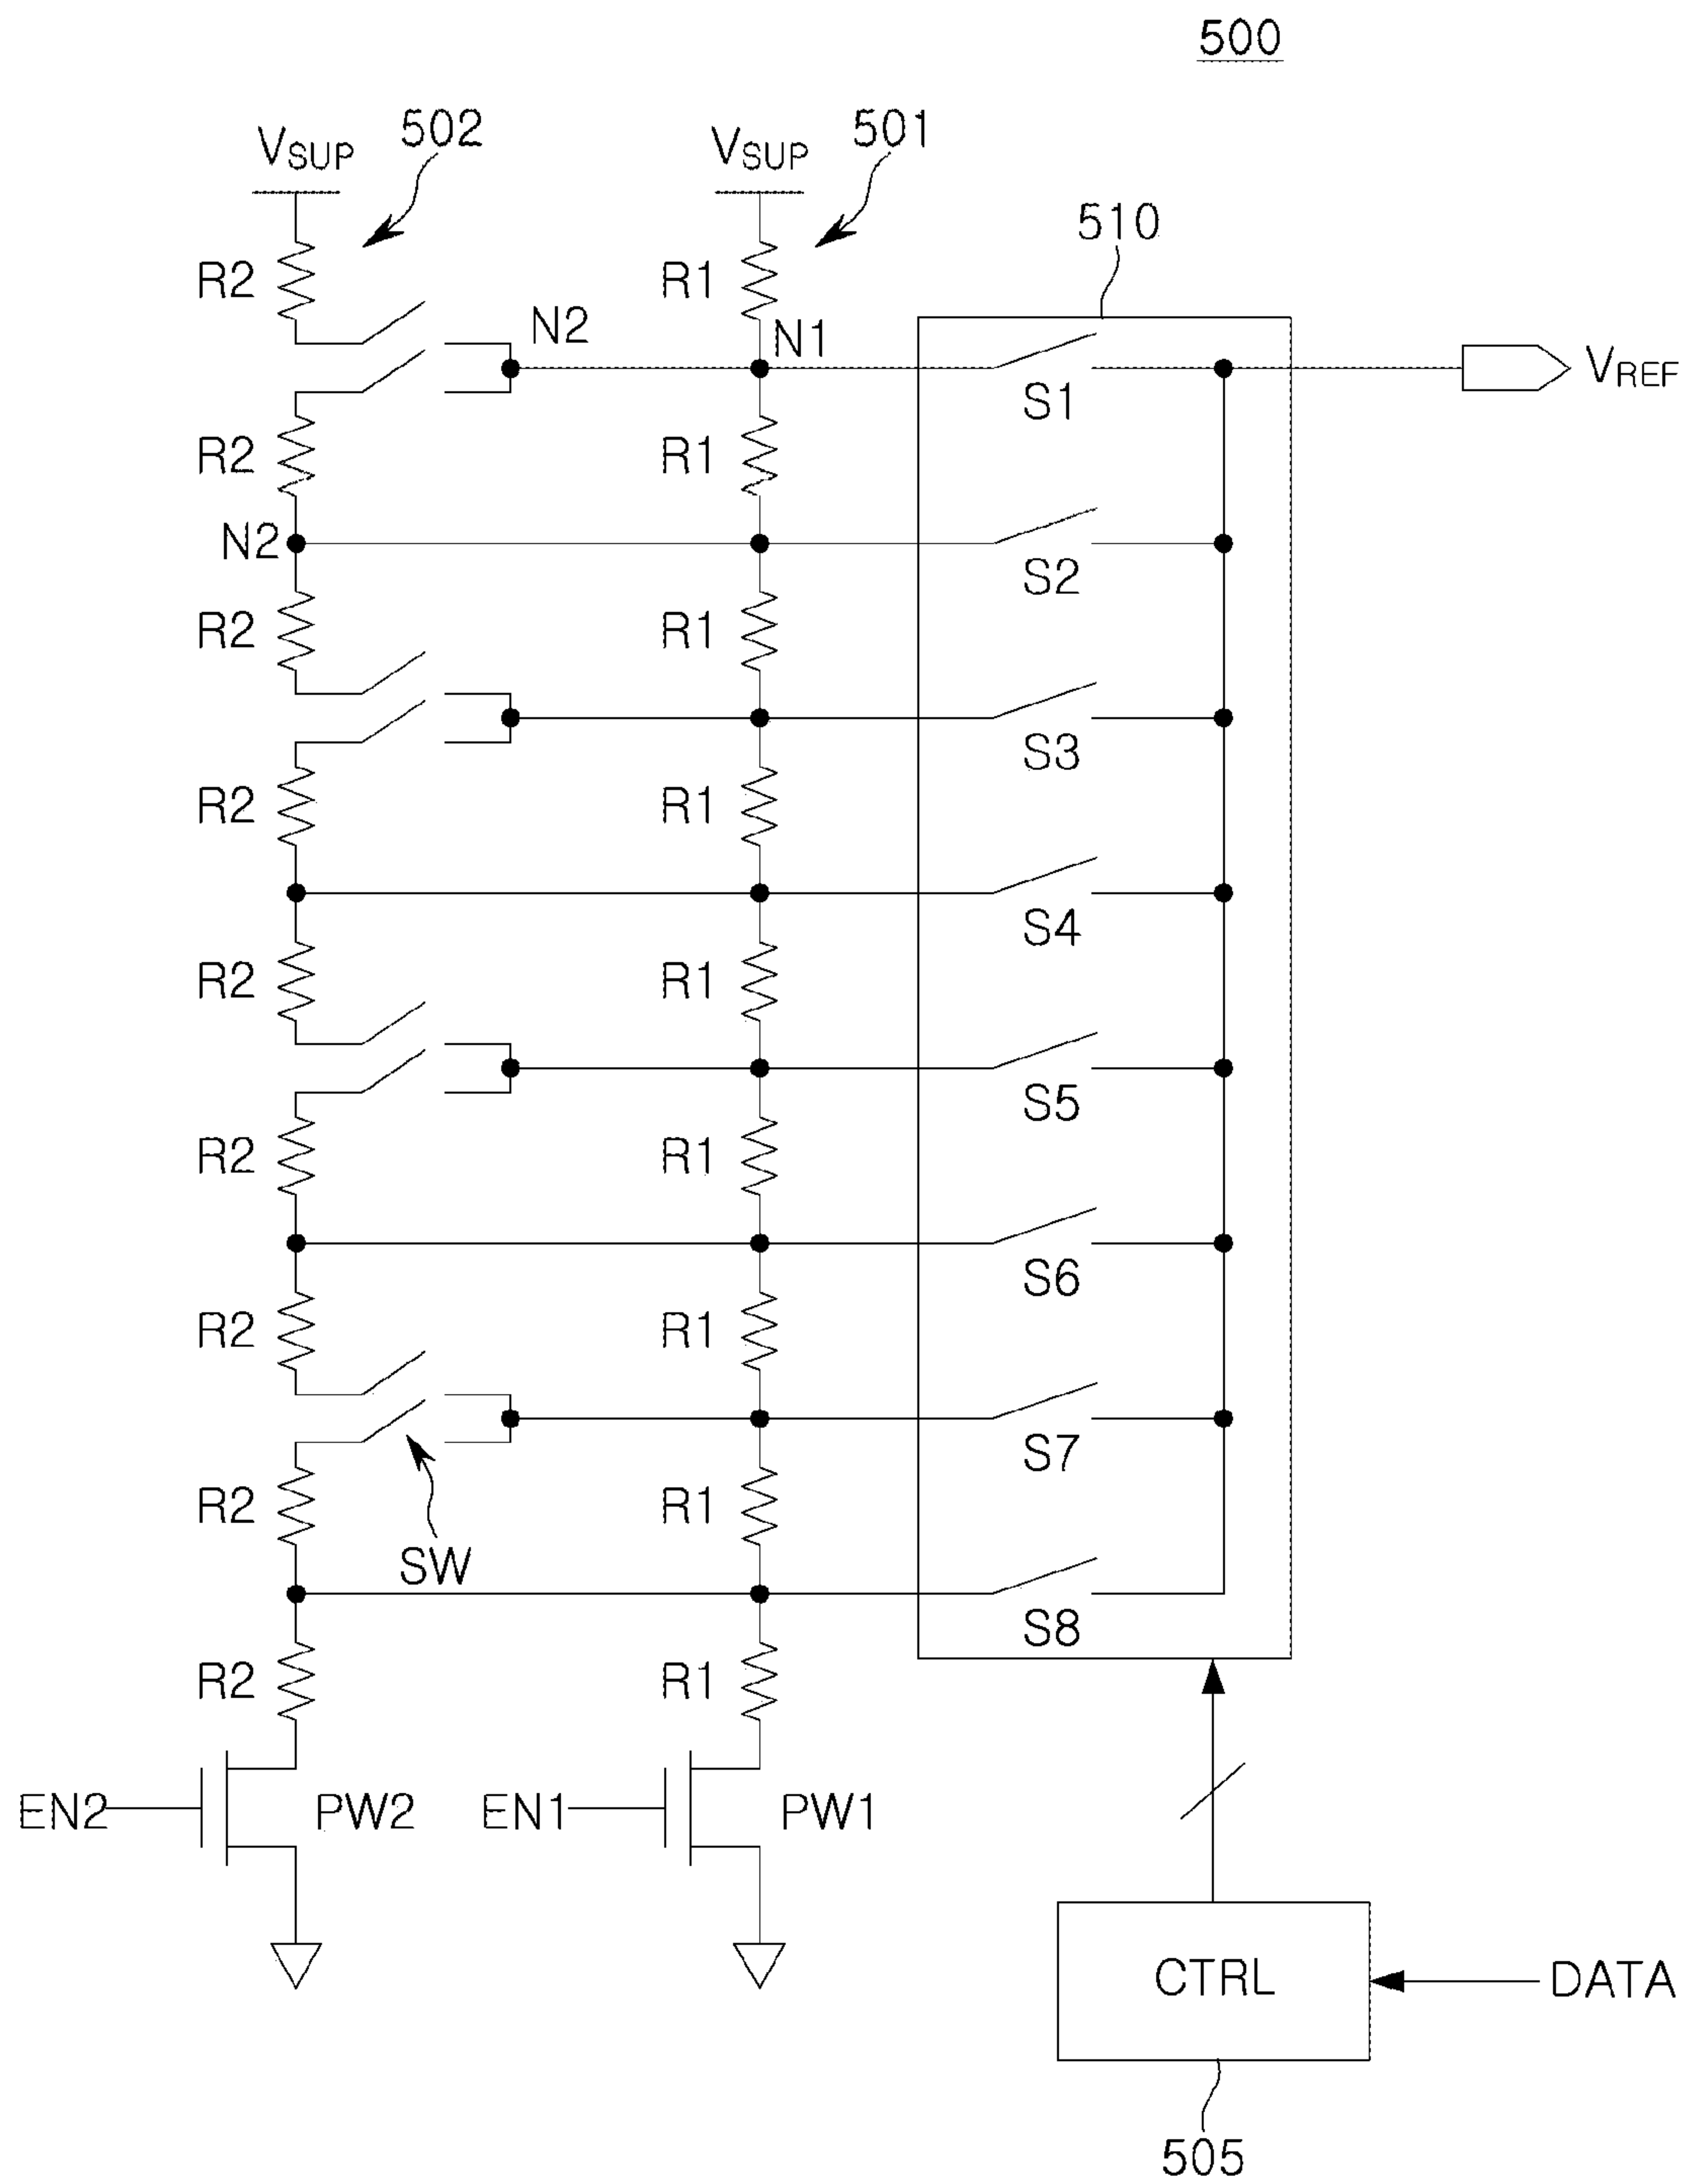 500
502
501
VSUP
VSUP
510
R2
R1
N2
N1
VREF
S1
R2
R1
N2
S2
R2
R1
S3
R2
R1
S4
R2
R1
S5
R2
R1
S6
R2
R1
S7
R2
R1
SW
S8
R2
R1
EN2
PW2
EN1
PW1
CTRL
DATA
505